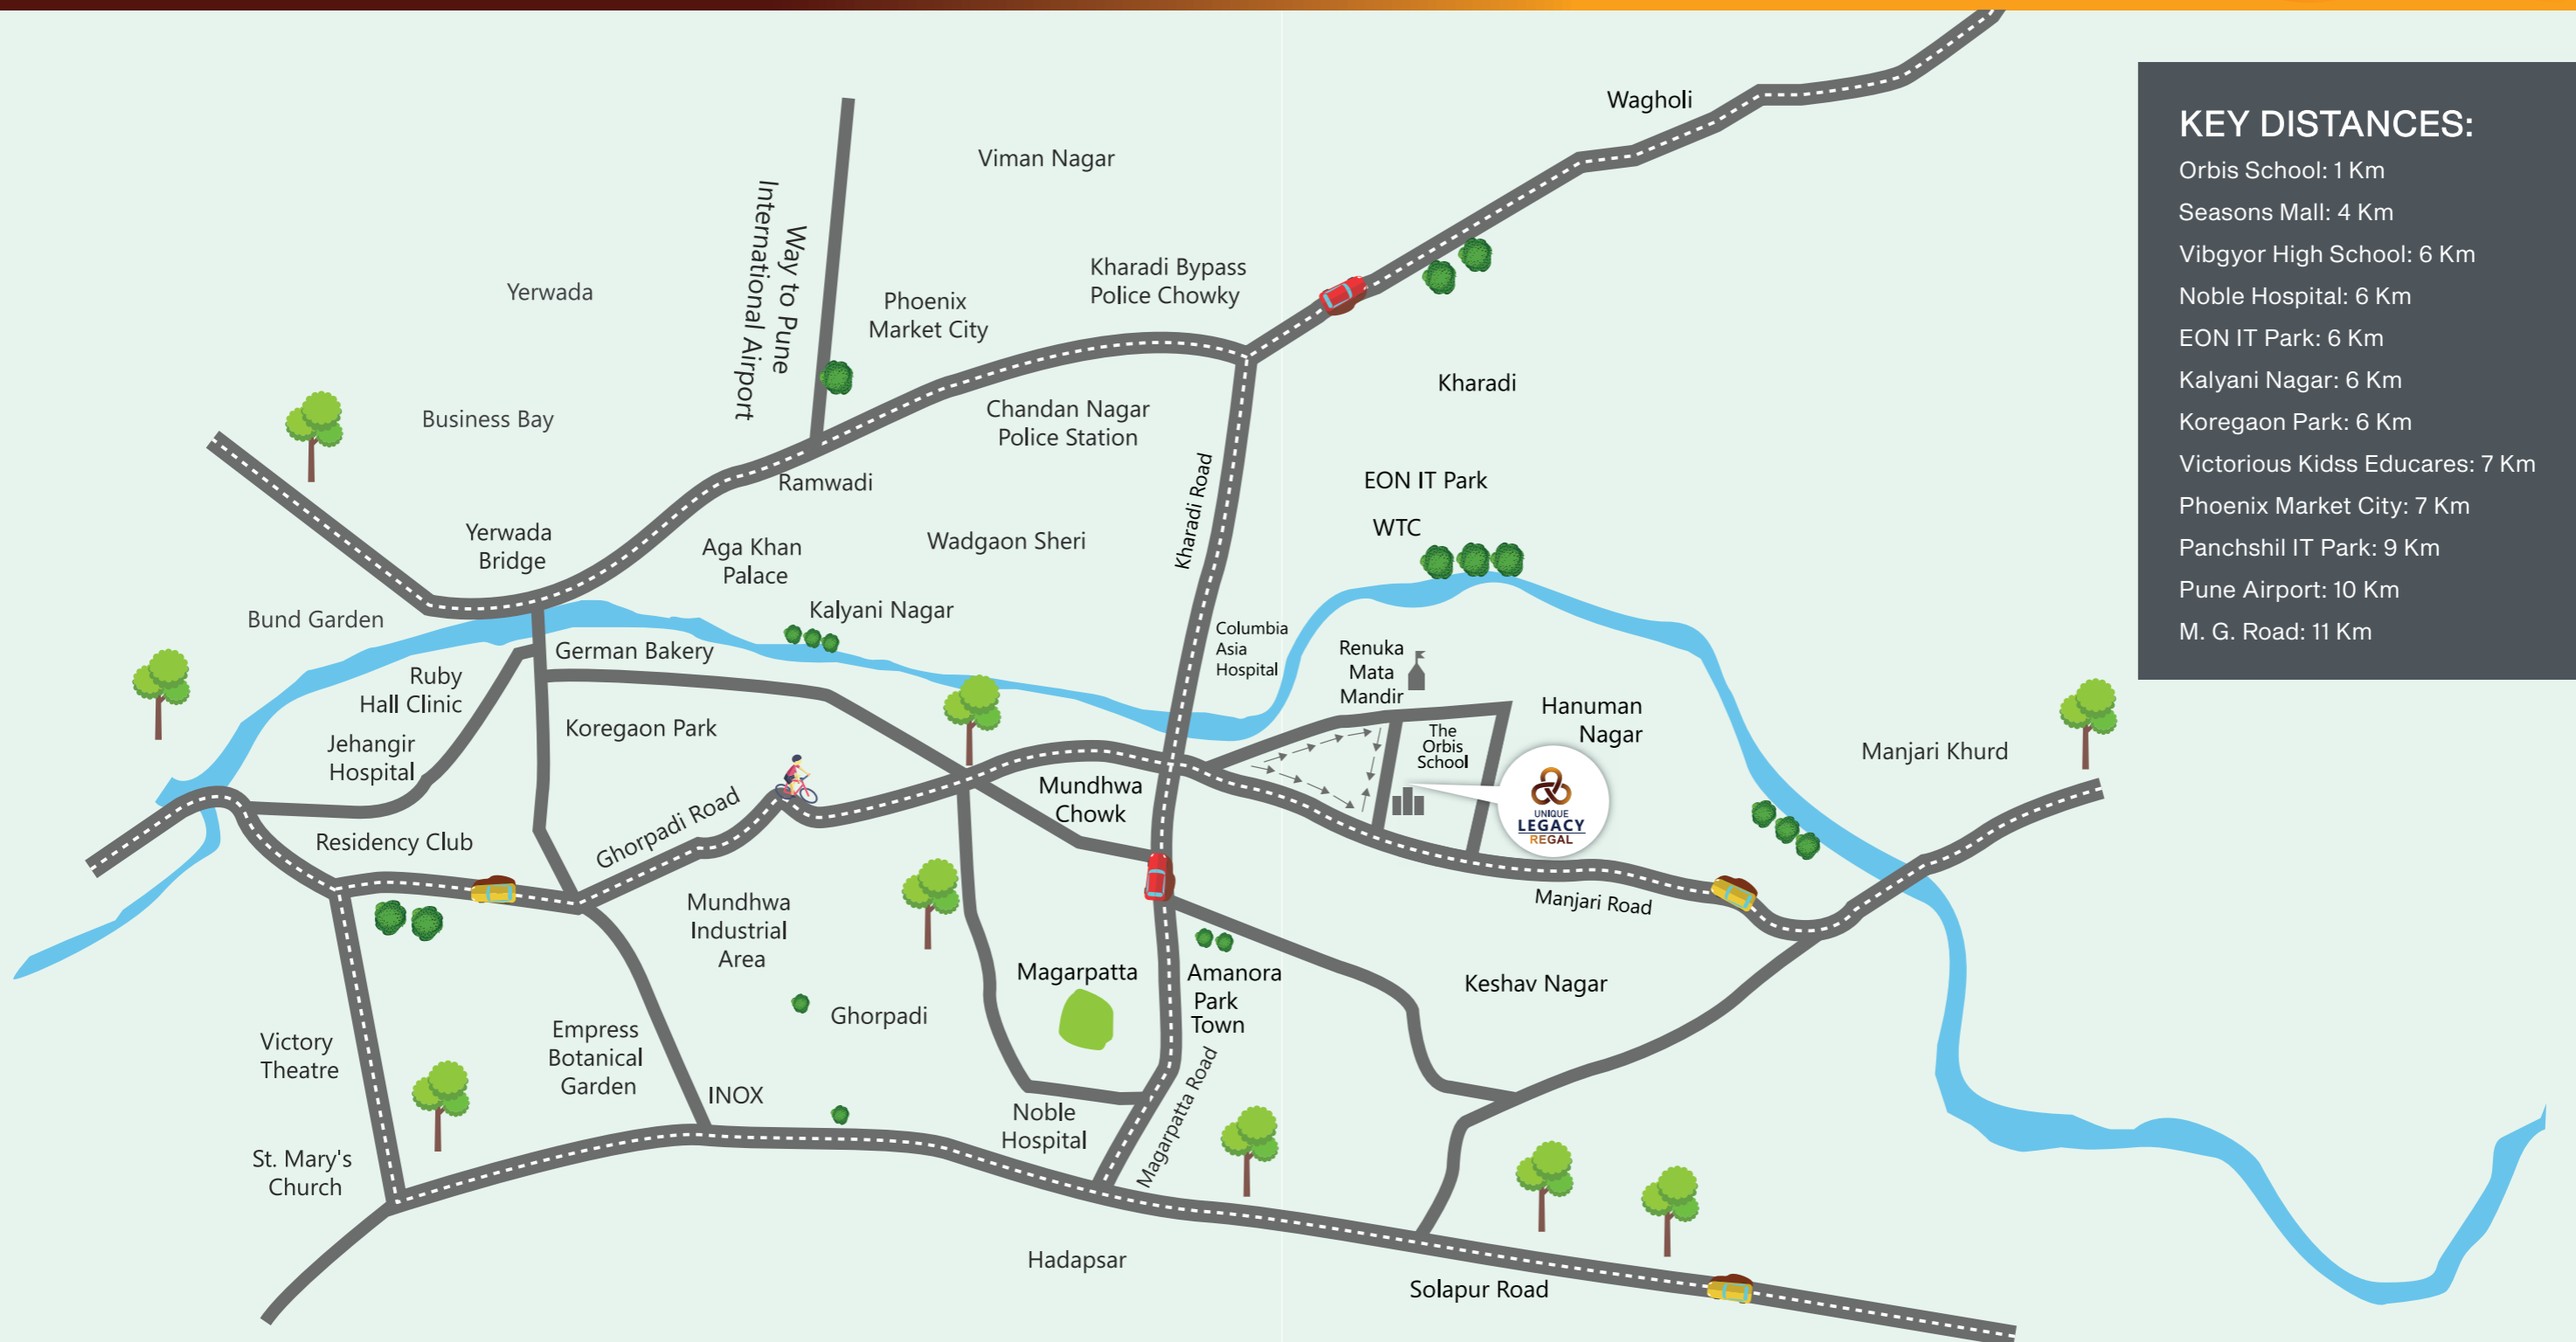 Wagholi
Viman Nagar
Way to Pune
International Airport
Kharadi Bypass
Police Chowky
Yerwada
Phoenix
Market City
Kharadi
Business Bay
Chandan Nagar
Police Station
Ramwadi
EON IT Park
WTC
Kharadi Road
Yerwada
Bridge
Aga Khan
Palace
Wadgaon Sheri
Bund Garden
Kalyani Nagar
German Bakery
Columbia
Asia
Hospital
Renuka
Mata
Mandir
Ruby
Hall Clinic
Koregaon Park
Hanuman
Nagar
The
Orbis
School
Jehangir
Hospital
Manjari Khurd
Mundhwa
Chowk
UNIQUE
LEGACY
REGAL
Residency Club
Ghorpadi Road
Mundhwa
Industrial
Area
Manjari Road
Magarpatta
Amanora
Park
Town
Keshav Nagar
Ghorpadi
Victory
Theatre
Empress
Botanical
Garden
INOX
Noble
Hospital
Magarpatta Road
St. Mary's
Church
Hadapsar
Solapur Road
KEY DISTANCES:
Orbis School: 1 Km
Seasons Mall: 4 Km
Vibgyor High School: 6 Km
Noble Hospital: 6 Km
EON IT Park: 6 Km
Kalyani Nagar: 6 Km
Koregaon Park: 6 Km
Victorious Kidss Educares: 7 Km
Phoenix Market City: 7 Km
Panchshil IT Park: 9 Km
Pune Airport: 10 Km
M. G. Road: 11 Km